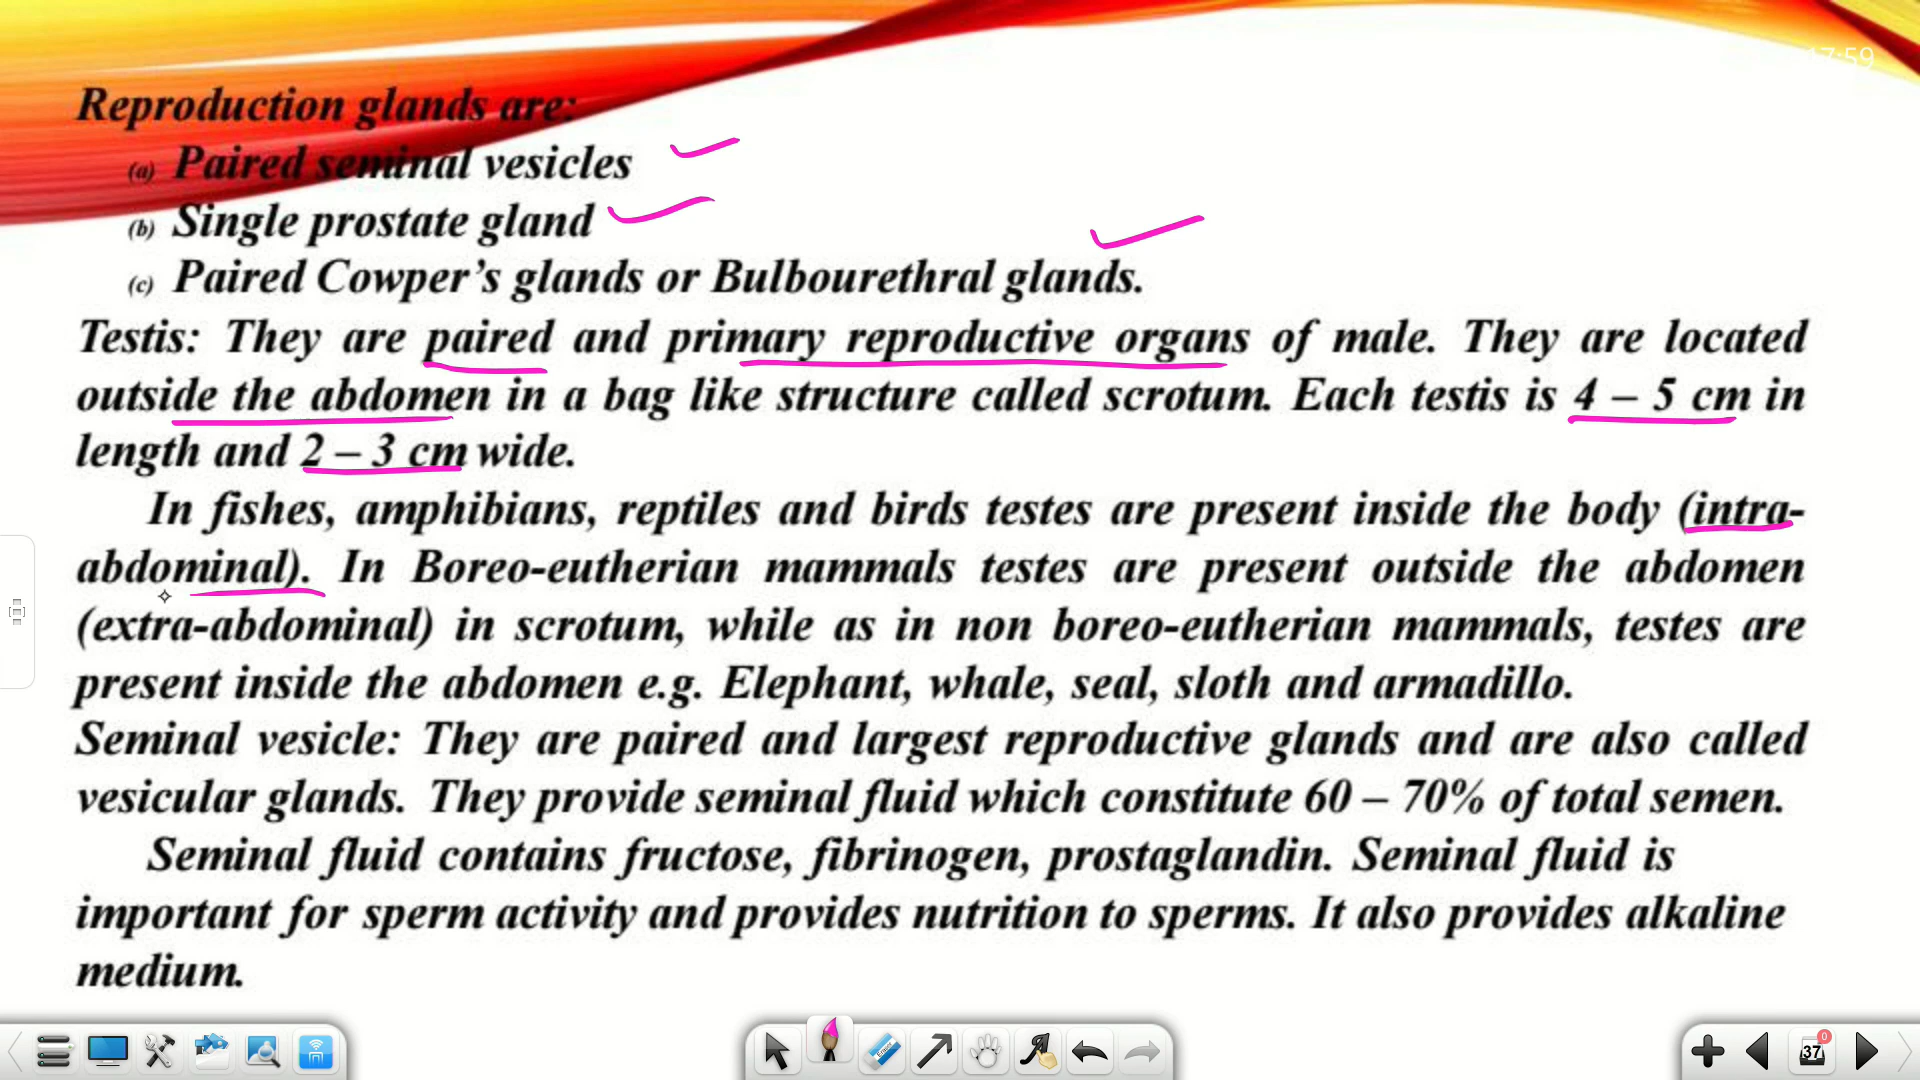 17:59
Reproduction glands are:
(a) Paired seminal vesicles
(b) Single prostate gland
(c) Paired Cowper's glands or Bulbourethral glands.
Testis: They are paired and primary reproductive organs of male. They are located
outside the abdomen in a bag like structure called scrotum. Each testis is 4 – 5 cm in
length and 2 – 3 cm wide.
In fishes, amphibians, reptiles and birds testes are present inside the body (intra-
abdominal). In Boreo-eutherian mammals testes are present outside the abdomen
(extra-abdominal) in scrotum, while as in non boreo-eutherian mammals, testes are
present inside the abdomen e.g. Elephant, whale, seal, sloth and armadillo.
Seminal vesicle: They are paired and largest reproductive glands and are also called
vesicular glands. They provide seminal fluid which constitute 60 – 70% of total semen.
Seminal fluid contains fructose, fibrinogen, prostaglandin. Seminal fluid is
important for sperm activity and provides nutrition to sperms. It also provides alkaline
medium.
37
0